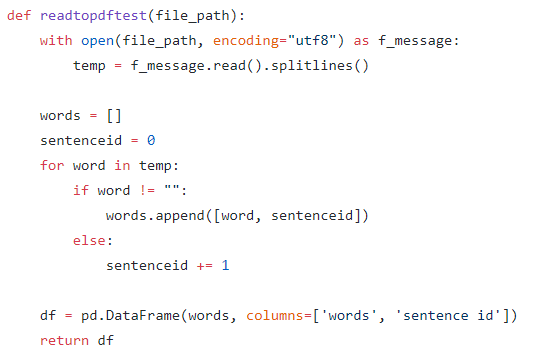 def readtopdftest(file_path):
    with open(file_path, encoding="utf8") as f_message:
        temp = f_message.read().splitlines()

    words = []
    sentenceid = 0
    for word in temp:
        if word != "":
            words.append([word, sentenceid])
        else:
            sentenceid += 1

    df = pd.DataFrame(words, columns=['words', 'sentence id'])
    return df